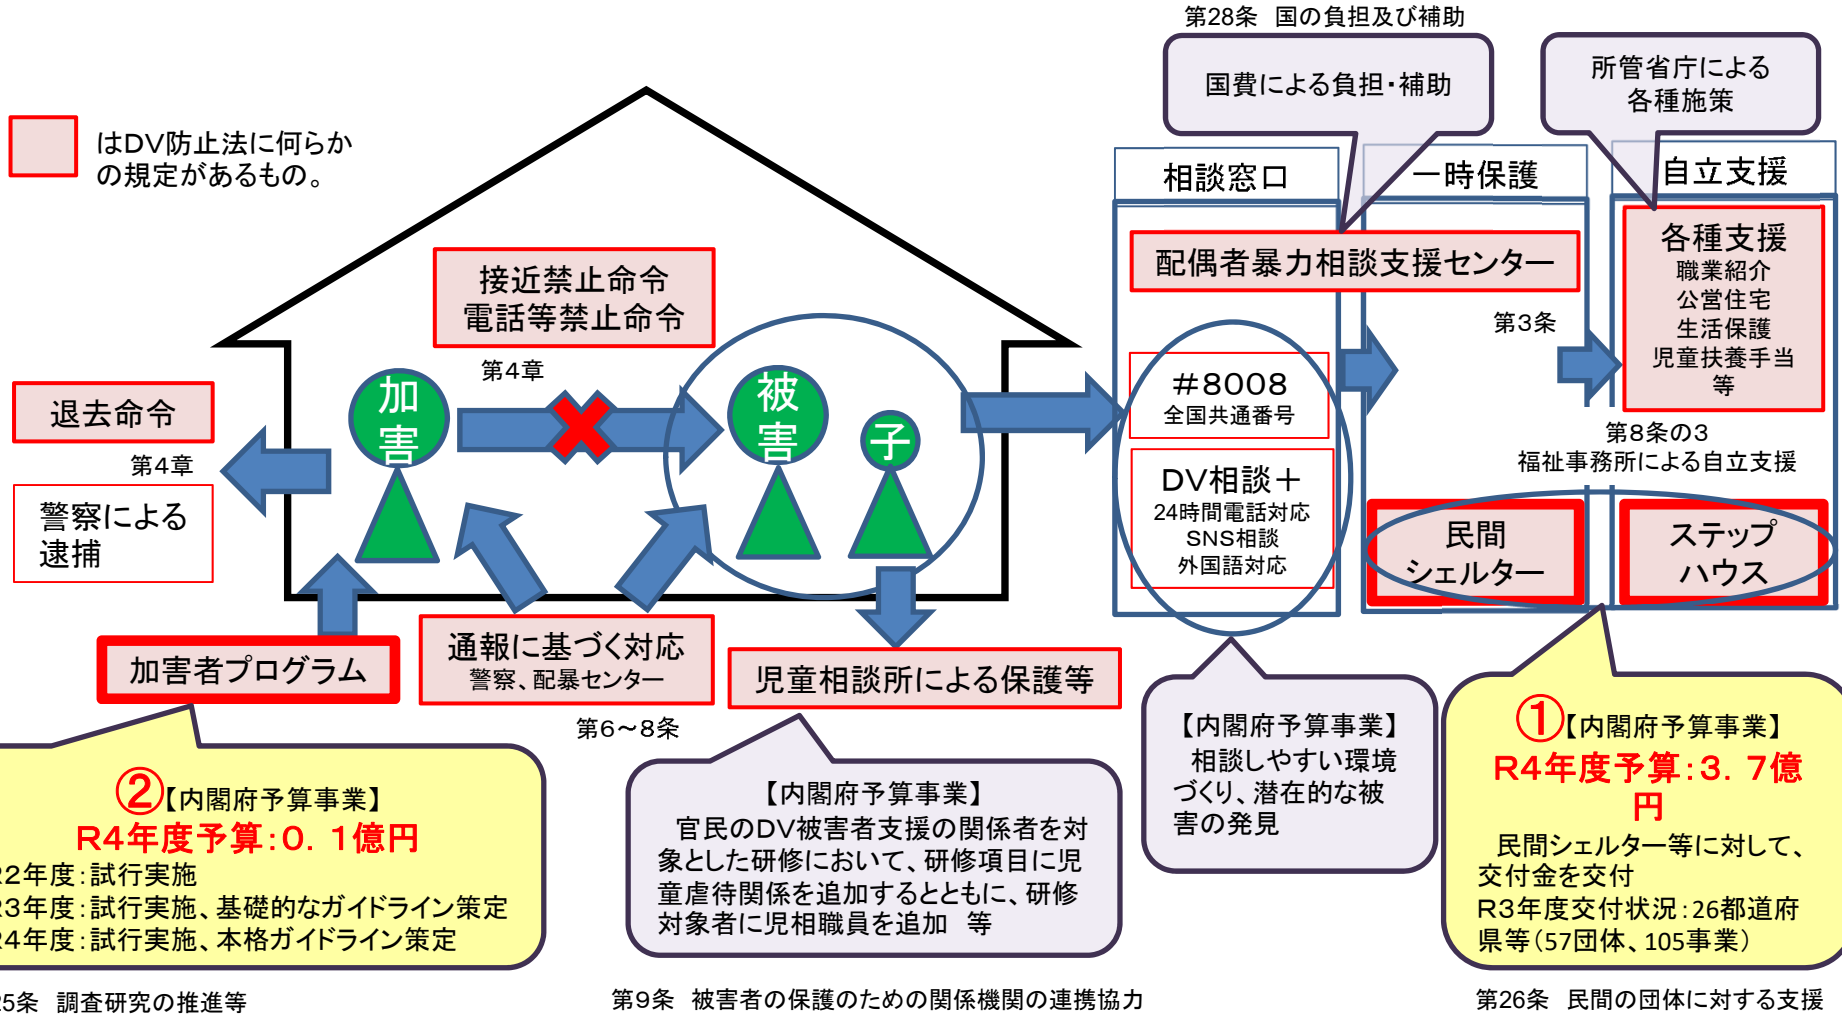 第28条 国の負担及び補助
国費による負担・補助
所管省庁による
各種施策
はDV防止法に何らか
の規定があるもの。
相談窓口
一時保護
自立支援
配偶者暴力相談支援センター
各種支援
職業紹介
公営住宅
生活保護
児童扶養手当
等
第3条
接近禁止命令
電話等禁止命令
第4章
加
害
被
害
子
退去命令
第4章
警察による
逮捕
#8008
全国共通番号
DV相談+
24時間電話対応
SNS相談
外国語対応
第8条の3
福祉事務所による自立支援
民間
シェルター
ステップ
ハウス
加害者プログラム
通報に基づく対応
警察、配暴センター
第6~8条
児童相談所による保護等
②【内閣府予算事業】
R4年度予算:0.1億円
R2年度:試行実施
R3年度:試行実施、基礎的なガイドライン策定
R4年度:試行実施、本格ガイドライン策定
【内閣府予算事業】
官民のDV被害者支援の関係者を対
象とした研修において、研修項目に児
童虐待関係を追加するとともに、研修
対象者に児相職員を追加 等
【内閣府予算事業】
相談しやすい環境
づくり、潜在的な被
害の発見
①【内閣府予算事業】
R4年度予算:3.7億
円
民間シェルター等に対して、
交付金を交付
R3年度交付状況:26都道府
県等(57団体、105事業)
25条 調査研究の推進等
第9条 被害者の保護のための関係機関の連携協力
第26条 民間の団体に対する支援